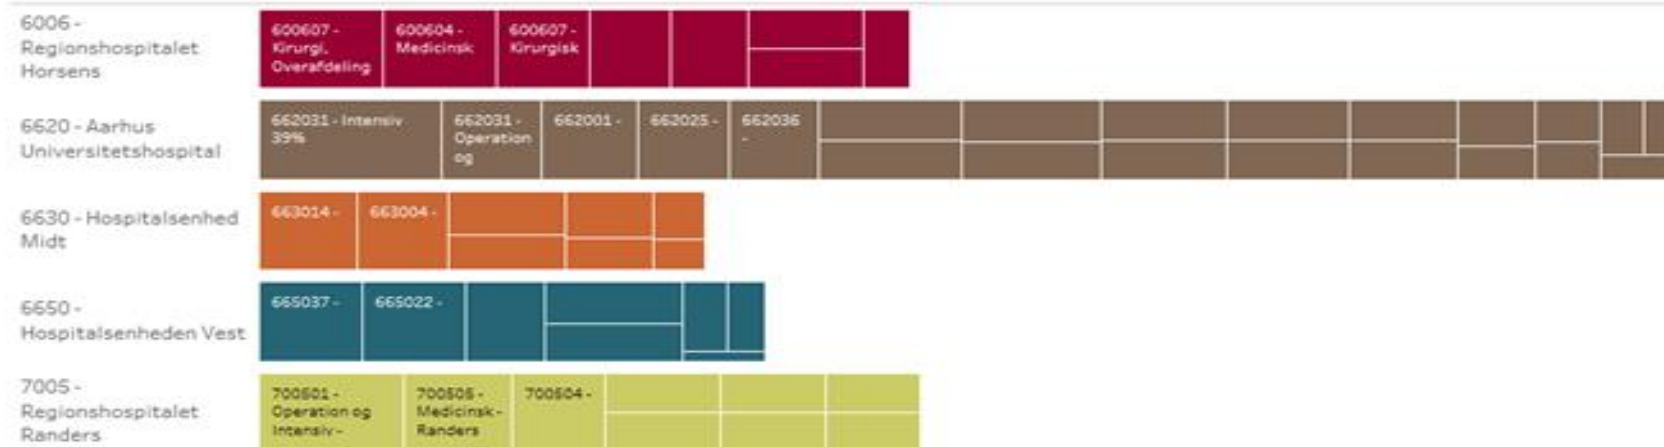 6006 -
Regionshospitalet
Horsens
600607 -
Kirurgi,
Overafdeling
600604 -
Medicinsk
600607 -
Kirurgisk
6620 - Aarhus
Universitetshospital
662031 - Intensiv
39%
662031 -
Operation
og
662001 -
662025 -
662036
-
6630 - Hospitalsenhed
Midt
663014 -
663004 -
6650 -
Hospitalsenheden Vest
665037 -
665022 -
7005 -
Regionshospitalet
Randers
700501 -
Operation og
Intensiv -
700505 -
Medicinsk -
Randers
700504 -